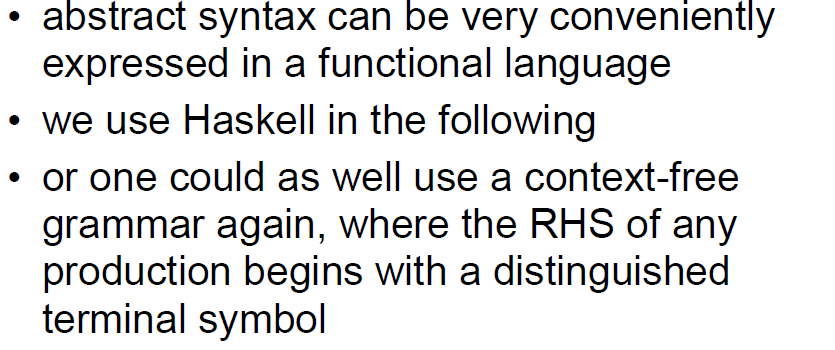 • abstract syntax can be very conveniently
expressed in a functional language
• we use Haskell in the following
• or one could as well use a context-free
grammar again, where the RHS of any
production begins with a distinguished
terminal symbol